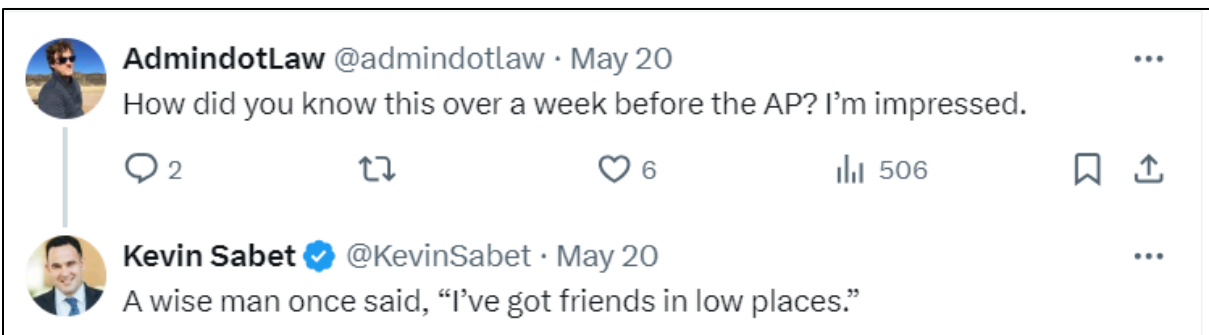 AdmindotLaw @admindotlaw · May 20
How did you know this over a week before the AP? I’m impressed.
2 6 506
Kevin Sabet @KevinSabet · May 20
A wise man once said, “I’ve got friends in low places.”